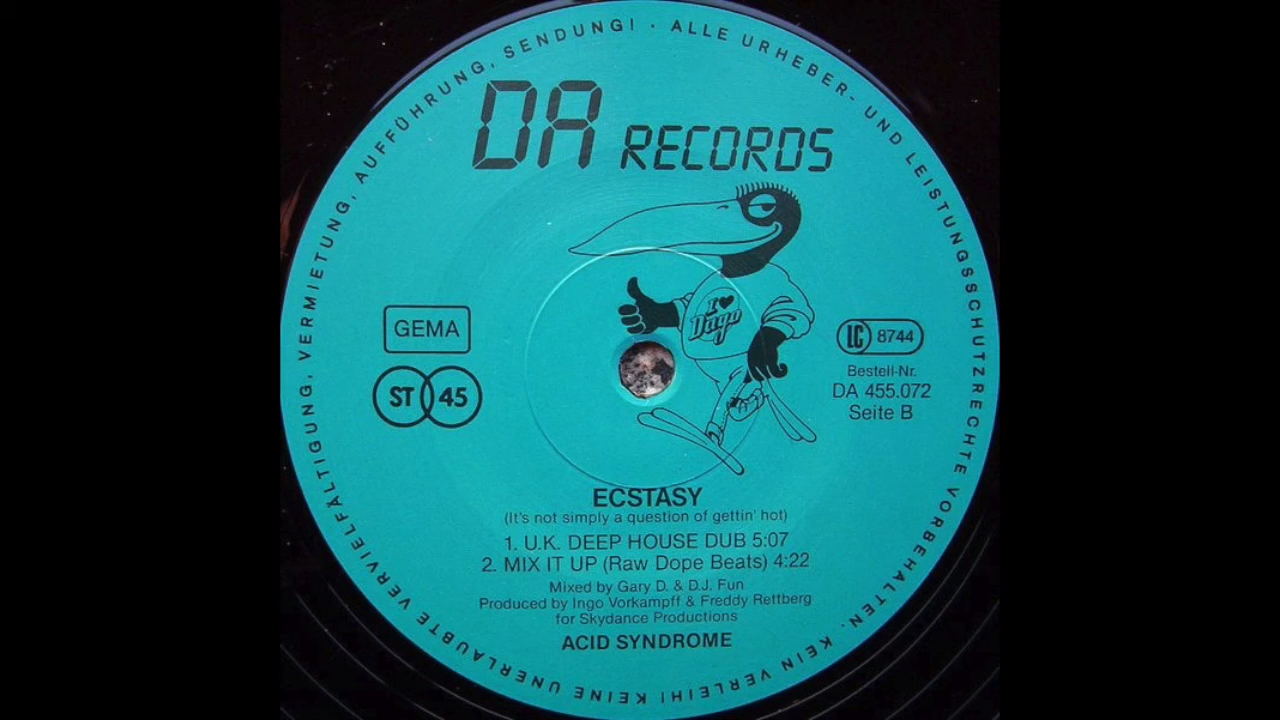 ALLE URHEBER- UND LEISTUNGSSCHUTZRECHTE VORBEHALTEN. KEIN VERLEIH! KEINE UNERLAUBTE VERVIELFÄLTIGUNG, VERMIETUNG, AUFFÜHRUNG, SENDUNG! ·
DA RECORDS
I ♥
Dago
GEMA
ST 45
LC 8744
Bestell-Nr.
DA 455.072
Seite B
ECSTASY
(It's not simply a question of gettin' hot)
1. U.K. DEEP HOUSE DUB 5:07
2. MIX IT UP (Raw Dope Beats) 4:22
Mixed by Gary D. & D.J. Fun
Produced by Ingo Vorkampff & Freddy Rettberg
for Skydance Productions
ACID SYNDROME